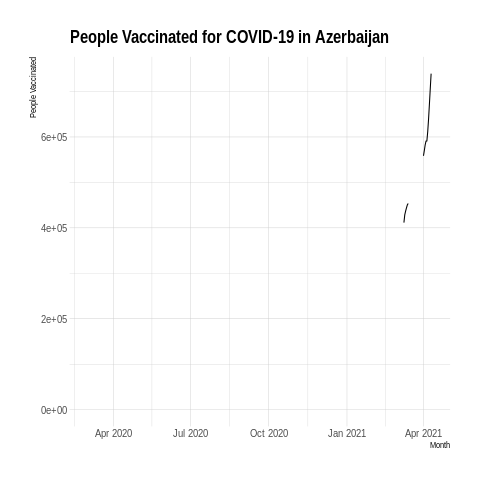 People Vaccinated for COVID-19 in Azerbaijan
People Vaccinated
6e+05
4e+05
2e+05
0e+00
Apr 2020 Jul 2020 Oct 2020 Jan 2021 Apr 2021
Month